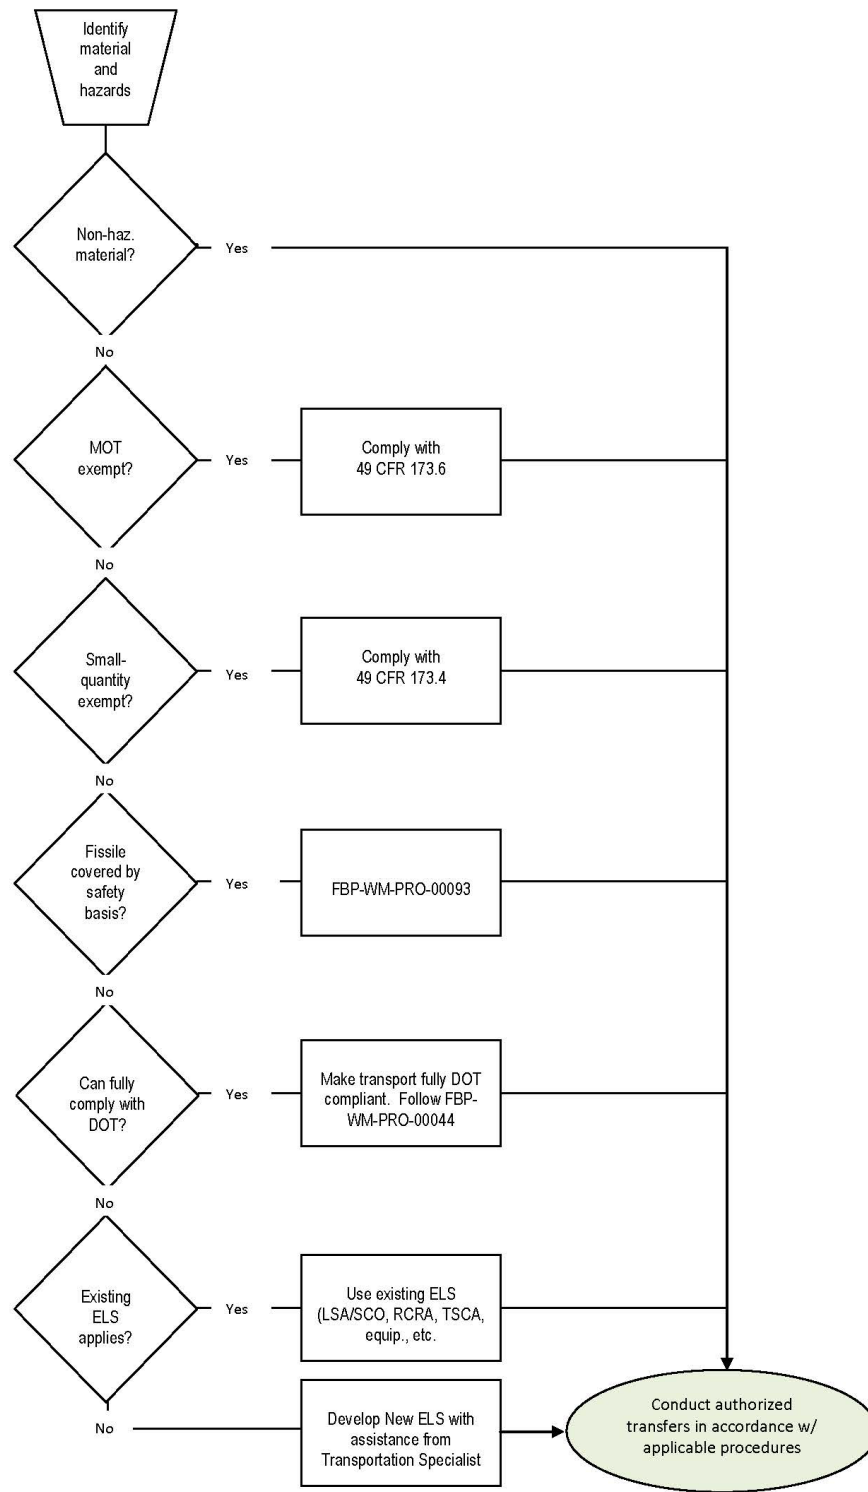 Identify
material
and
hazards
Non-haz.
material?
Yes
No
MOT
exempt?
Yes
Comply with
49 CFR 173.6
No
Small-
quantity
exempt?
Yes
Comply with
49 CFR 173.4
No
Fissile
covered by
safety
basis?
Yes
FBP-WM-PRO-00093
No
Can fully
comply with
DOT?
Yes
Make transport fully DOT
compliant. Follow FBP-
WM-PRO-00044
No
Existing
ELS
applies?
Yes
Use existing ELS
(LSA/SCO, RCRA, TSCA,
equip., etc.
No
Develop New ELS with
assistance from
Transportation Specialist
Conduct authorized
transfers in accordance w/
applicable procedures